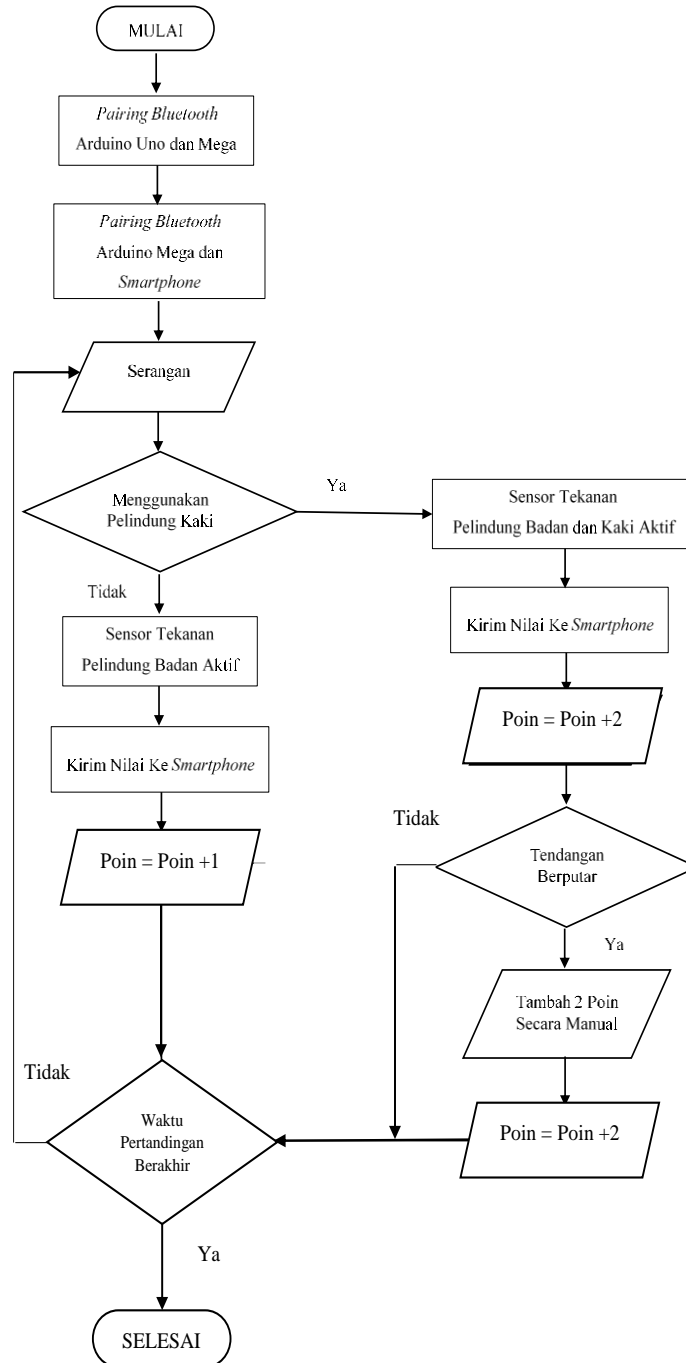 MULAI
Pairing Bluetooth
Arduino Uno dan Mega
Pairing Bluetooth
Arduino Mega dan
Smartphone
Serangan
Menggunakan
Pelindung Kaki
Ya
Sensor Tekanan
Pelindung Badan dan Kaki Aktif
Kirim Nilai Ke Smartphone
Poin = Poin +2
Tidak
Sensor Tekanan
Pelindung Badan Aktif
Kirim Nilai Ke Smartphone
Poin = Poin +1
Tidak
Tendangan
Berputar
Ya
Tambah 2 Poin
Secara Manual
Poin = Poin +2
Tidak
Waktu
Pertandingan
Berakhir
Ya
SELESAI